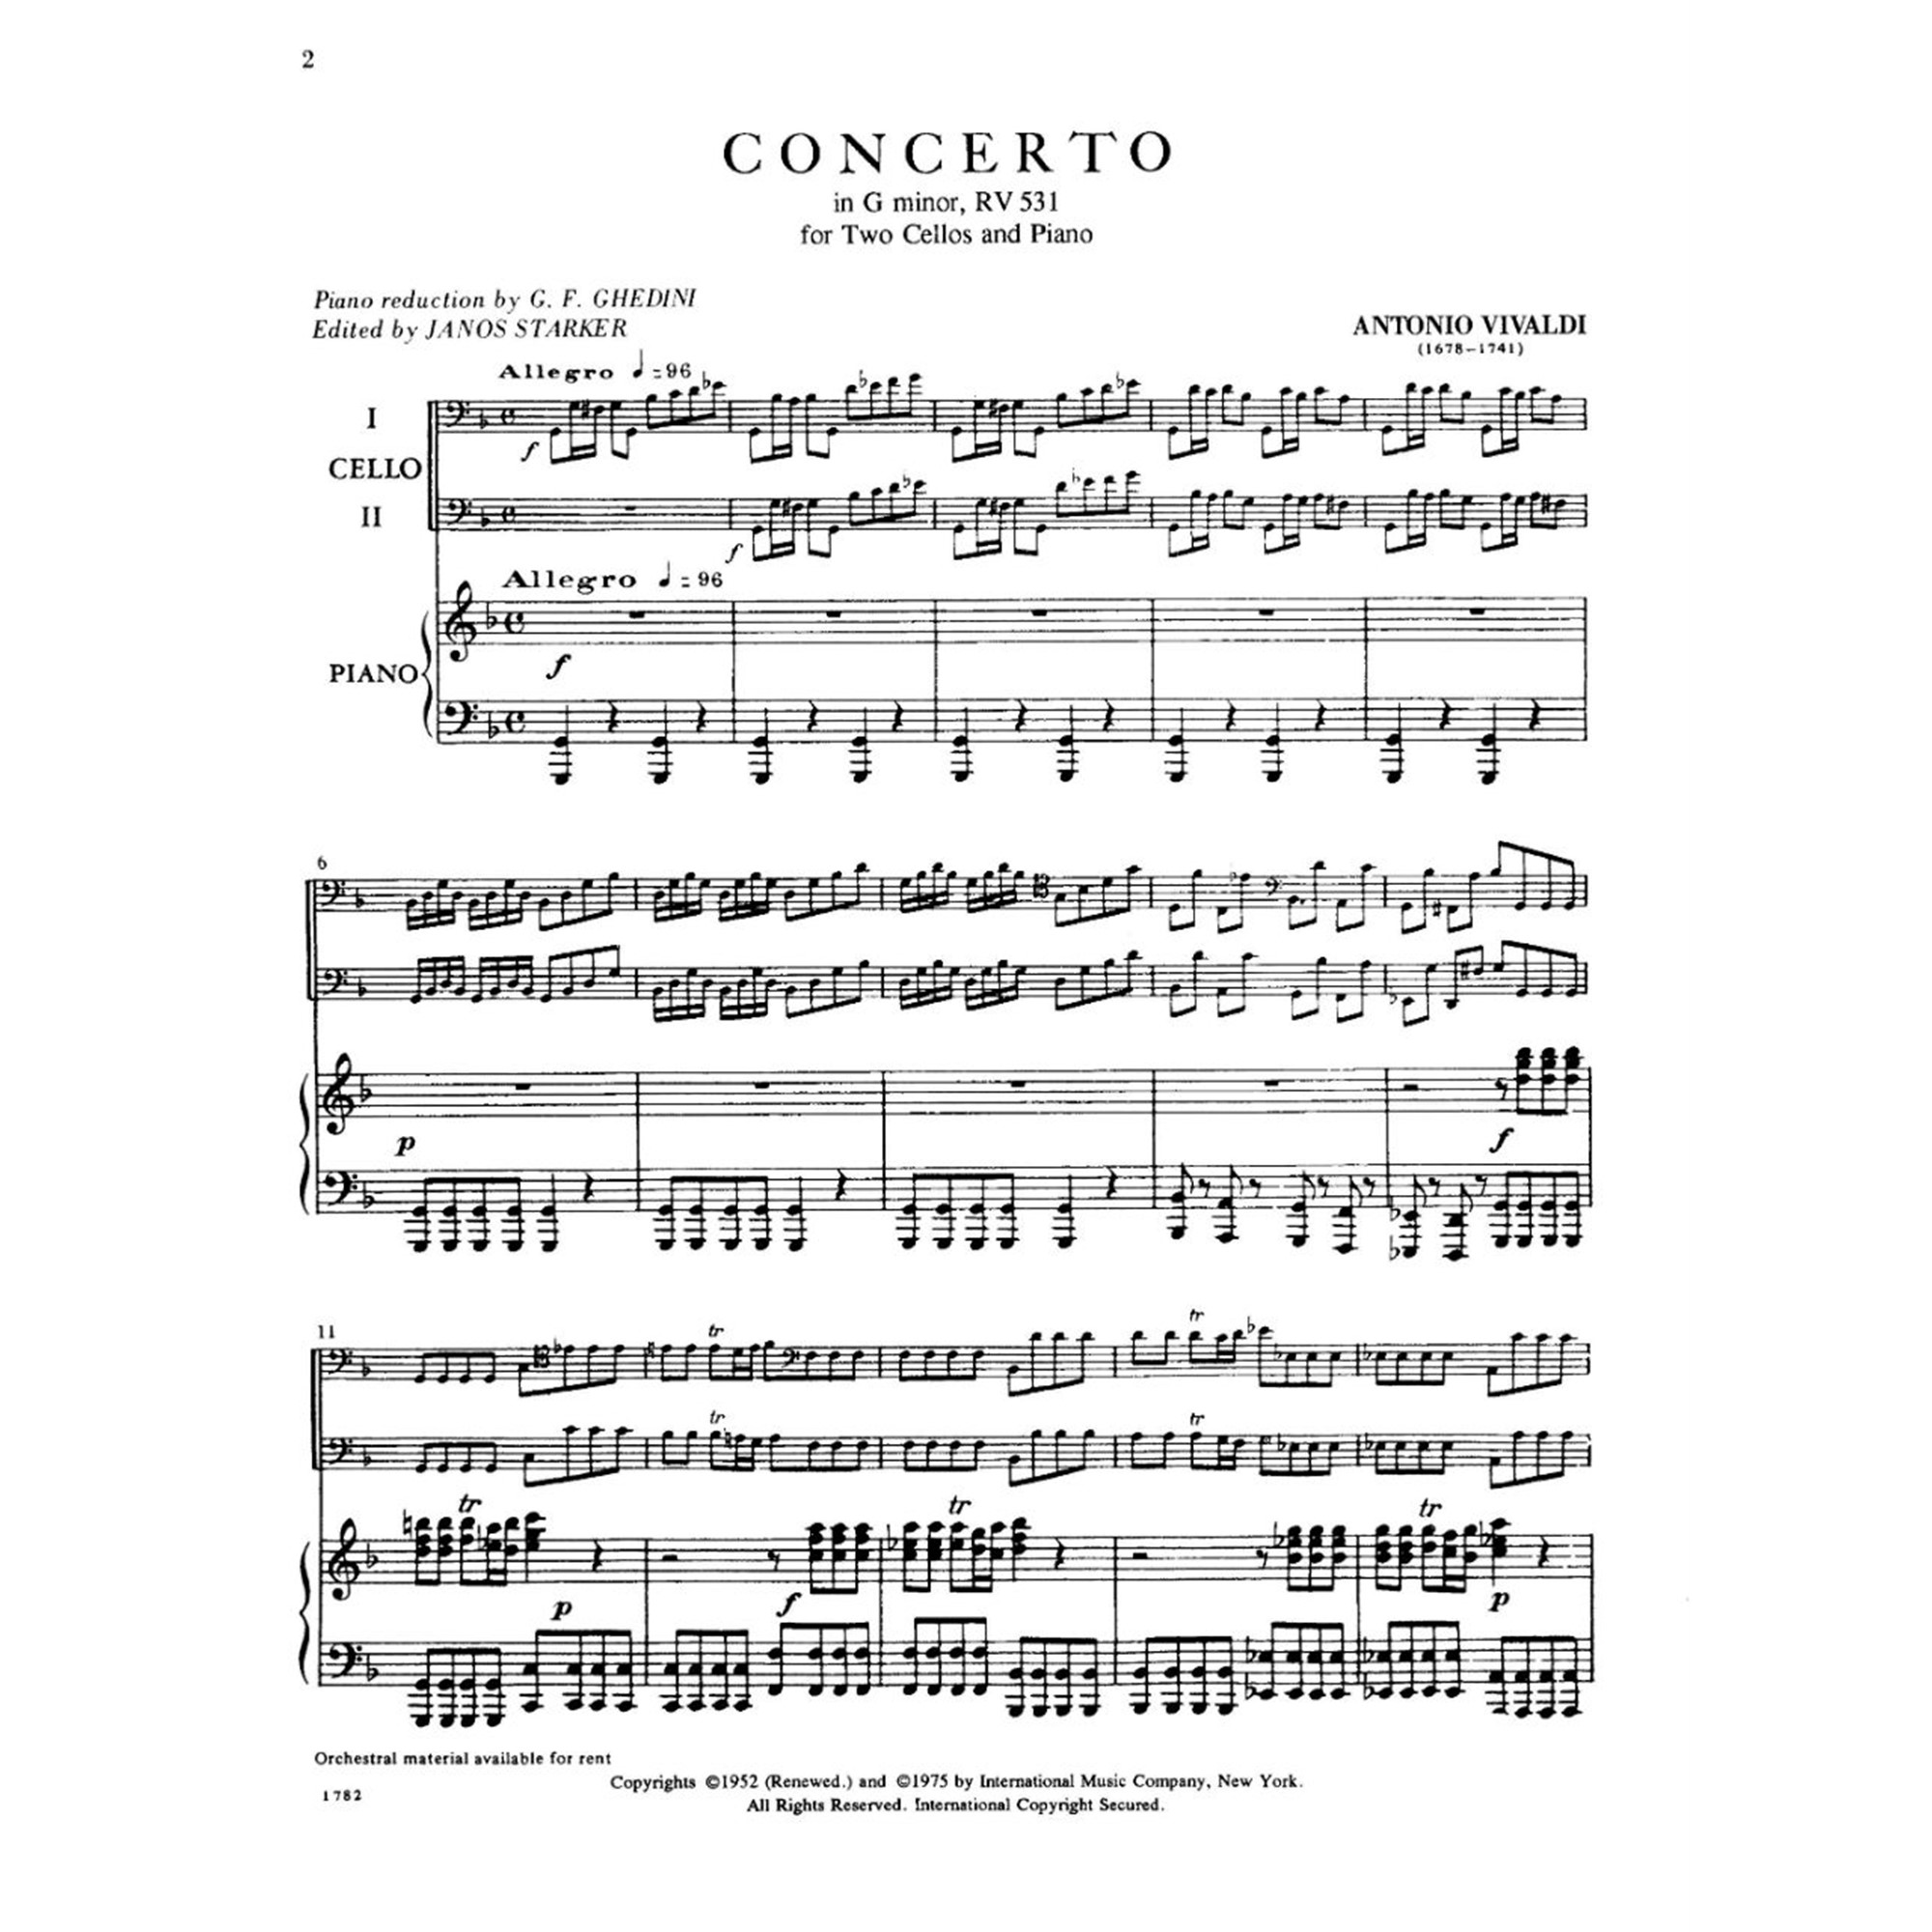 2
CONCERTO
in G minor, RV 531
for Two Cellos and Piano
Piano reduction by G. F. GHEDINI
Edited by JANOS STARKER
ANTONIO VIVALDI
(1678–1741)
Allegro ♩ = 96
I
CELLO
II
f
f
Allegro ♩ = 96
PIANO
f
6
p
f
11
tr
tr
tr
tr
tr
tr
tr
p
f
p
Orchestral material available for rent
1782
Copyrights ©1952 (Renewed.) and ©1975 by International Music Company, New York.
All Rights Reserved. International Copyright Secured.